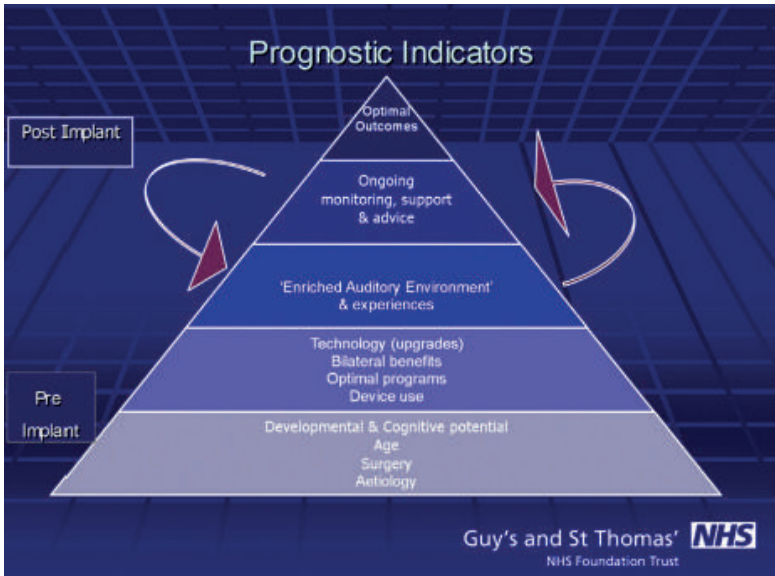 Prognostic Indicators
Optimal
Outcomes
Post Implant
Ongoing
monitoring, support
& advice
'Enriched Auditory Environment'
& experiences
Technology (upgrades)
Bilateral benefits
Optimal programs
Device use
Pre
Implant
Developmental & Cognitive potential
Age
Surgery
Aetiology
Guy's and St Thomas' NHS
NHS Foundation Trust